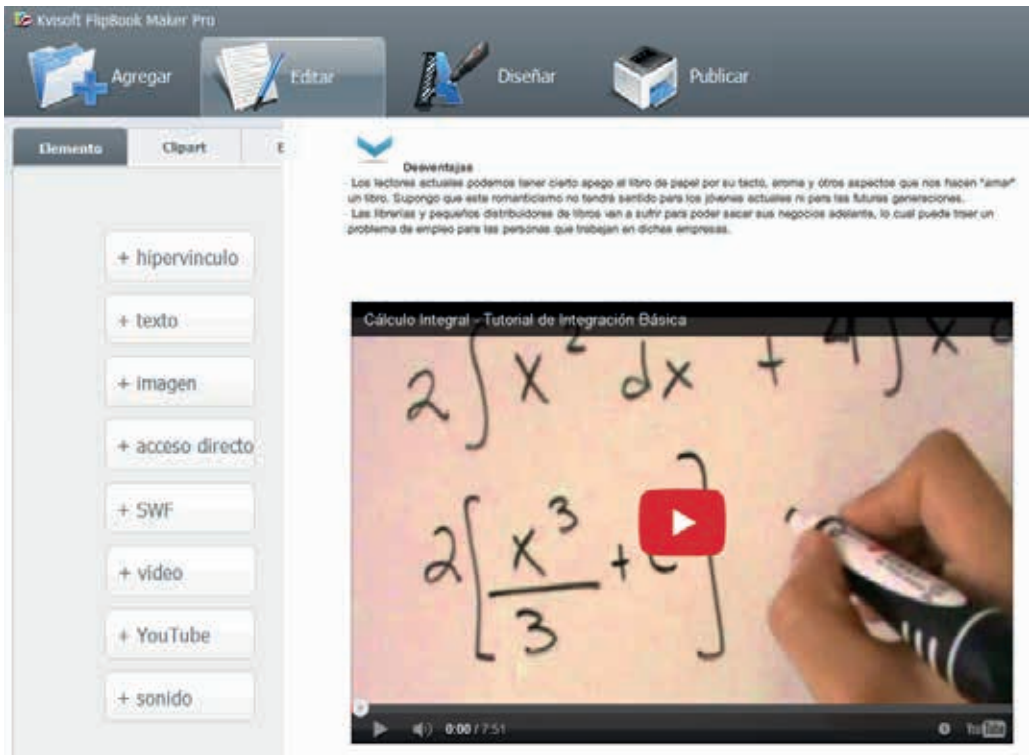 Kvisoft FlipBook Maker Pro
Agregar
Editar
Diseñar
Publicar
Elemento
Clipart
E
Desventajas
- Los lectores actuales podemos tener cierto apego al libro de papel por su tacto, aroma y otros aspectos que nos hacen "amar"
un libro. Supongo que este romanticismo no tendrá sentido para los jóvenes actuales ni para las futuras generaciones.
- Las librerías y pequeños distribuidores de libros van a sufrir para poder sacar sus negocios adelante, lo cual puede traer un
problema de empleo para las personas que trabajan en dichas empresas.
+ hipervínculo
+ texto
+ imagen
+ acceso directo
+ SWF
+ vídeo
+ YouTube
+ sonido
Cálculo Integral - Tutorial de Integración Básica
2∫x² dx + 4∫x
2[x³/3 + c]
0:00 / 7:51
YouTube